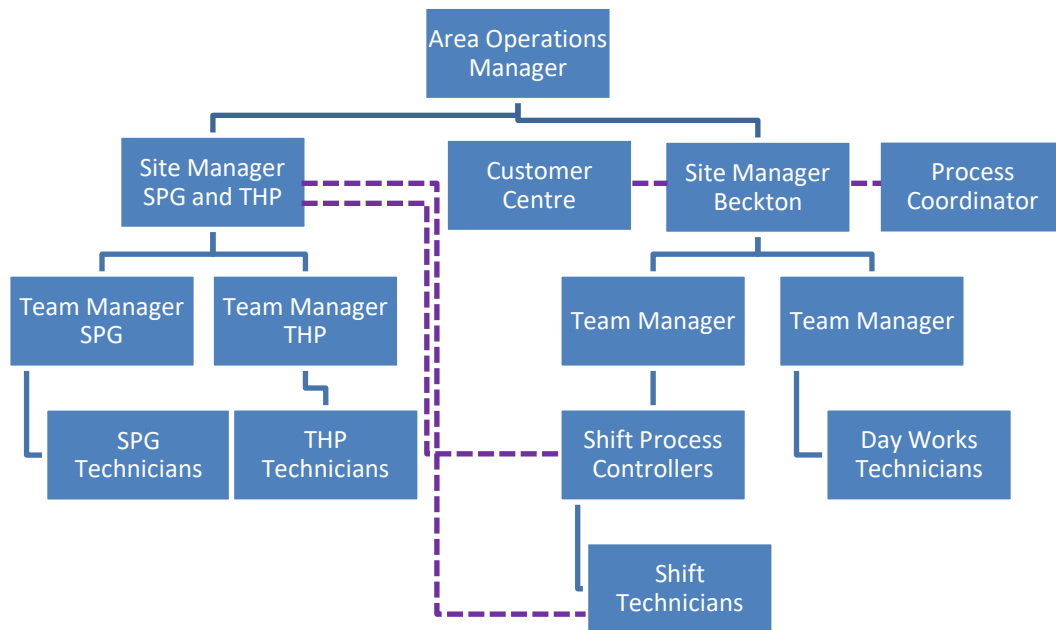 Area Operations
Manager
Site Manager
SPG and THP
Customer
Centre
Site Manager
Beckton
Process
Coordinator
Team Manager
SPG
Team Manager
THP
Team Manager
Team Manager
SPG
Technicians
THP
Technicians
Shift Process
Controllers
Day Works
Technicians
Shift
Technicians